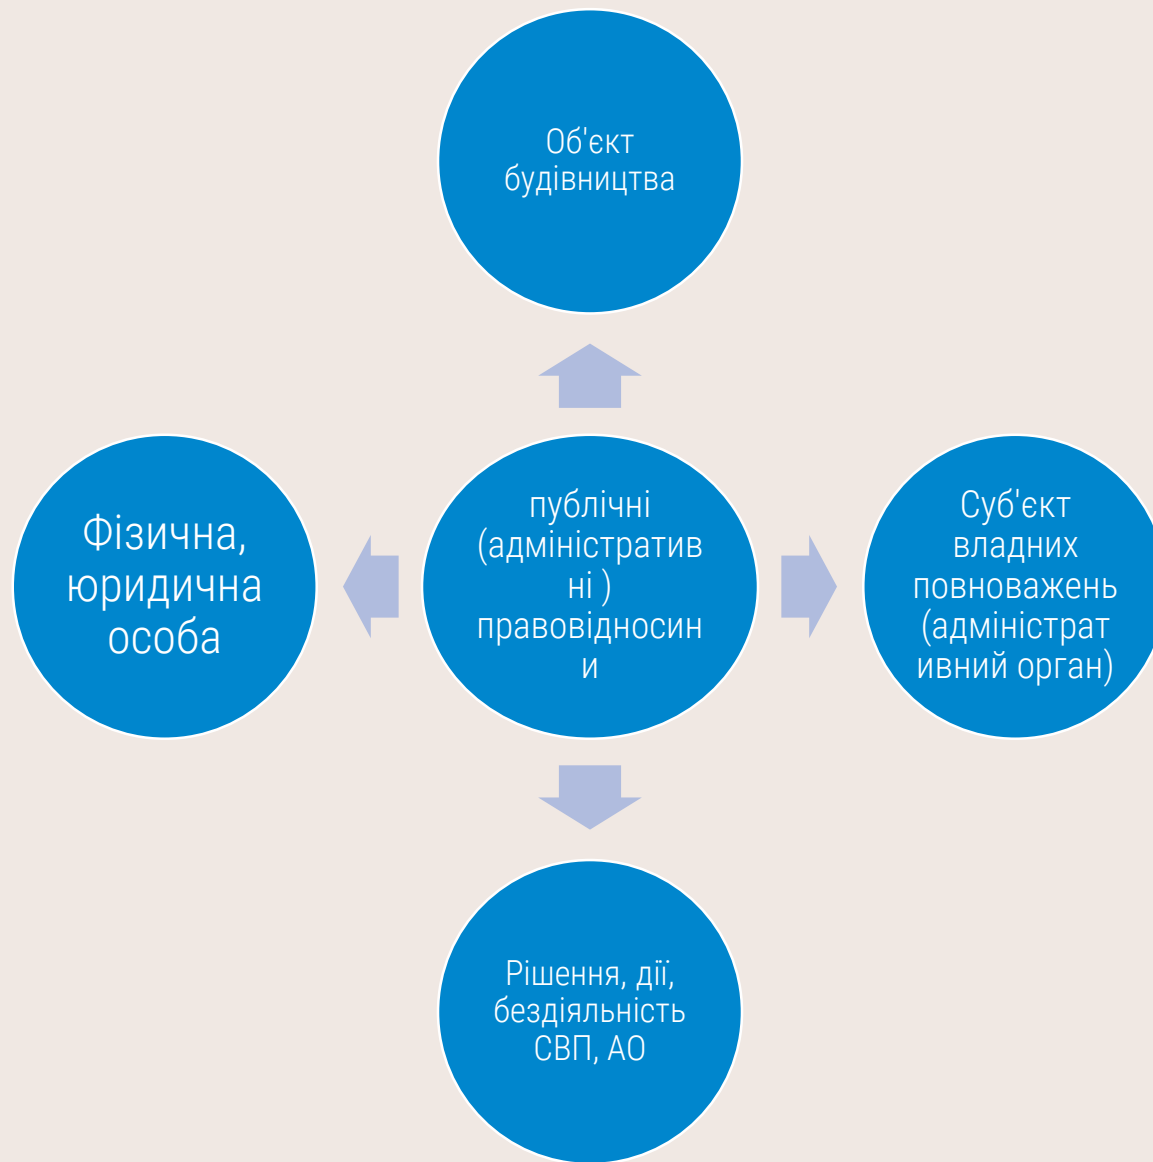 Об'єкт
будівництва
Фізична,
юридична
особа
публічні
(адміністратив
ні )
правовідносин
и
Суб'єкт
владних
повноважень
(адміністрат
ивний орган)
Рішення, дії,
бездіяльність
СВП, АО